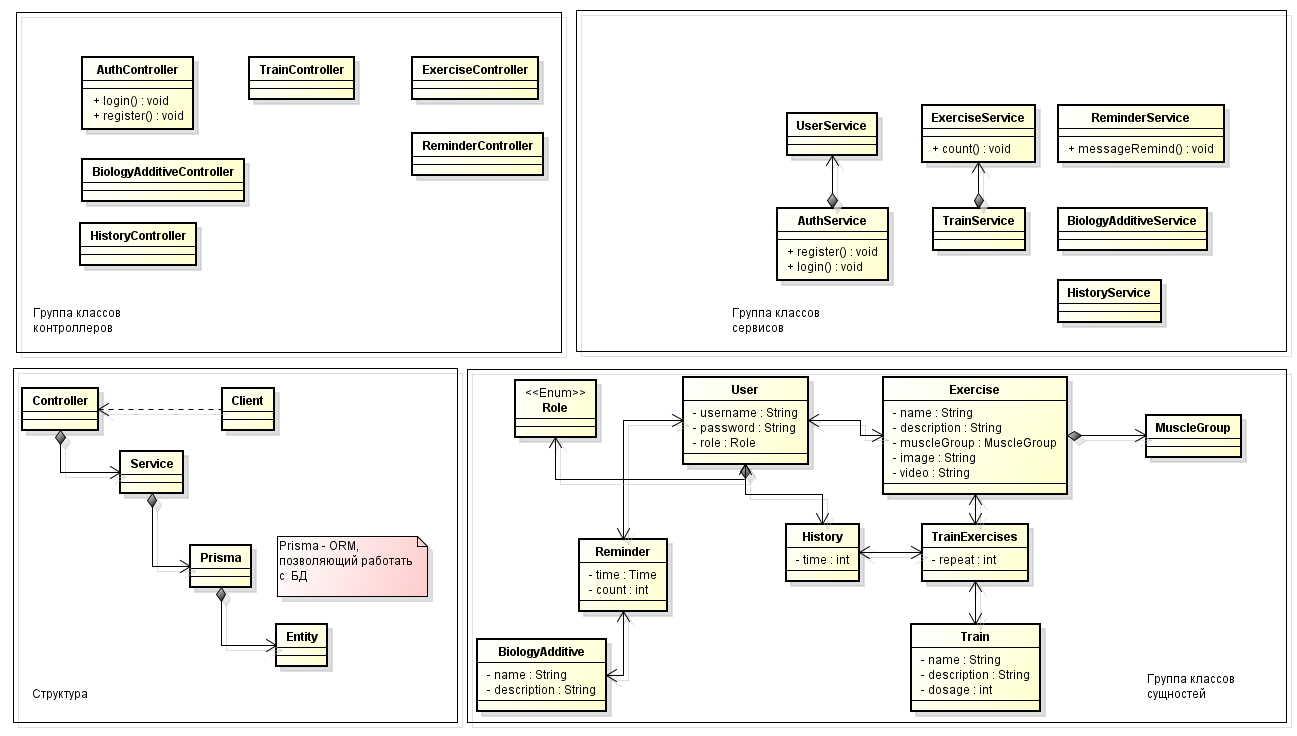 AuthController
+ login() : void
+ register() : void
TrainController
ExerciseController
ReminderController
BiologyAdditiveController
HistoryController
Группа классов
контроллеров
UserService
ExerciseService
+ count() : void
ReminderService
+ messageRemind() : void
AuthService
+ register() : void
+ login() : void
TrainService
BiologyAdditiveService
HistoryService
Группа классов
сервисов
Controller
Client
Service
Prisma
Prisma - ORM,
позволяющий работать
с БД
Entity
Структура
<<Enum>>
Role
User
- username : String
- password : String
- role : Role
Exercise
- name : String
- description : String
- muscleGroup : MuscleGroup
- image : String
- video : String
MuscleGroup
Reminder
- time : Time
- count : int
History
- time : int
TrainExercises
- repeat : int
BiologyAdditive
- name : String
- description : String
Train
- name : String
- description : String
- dosage : int
Группа классов
сущностей